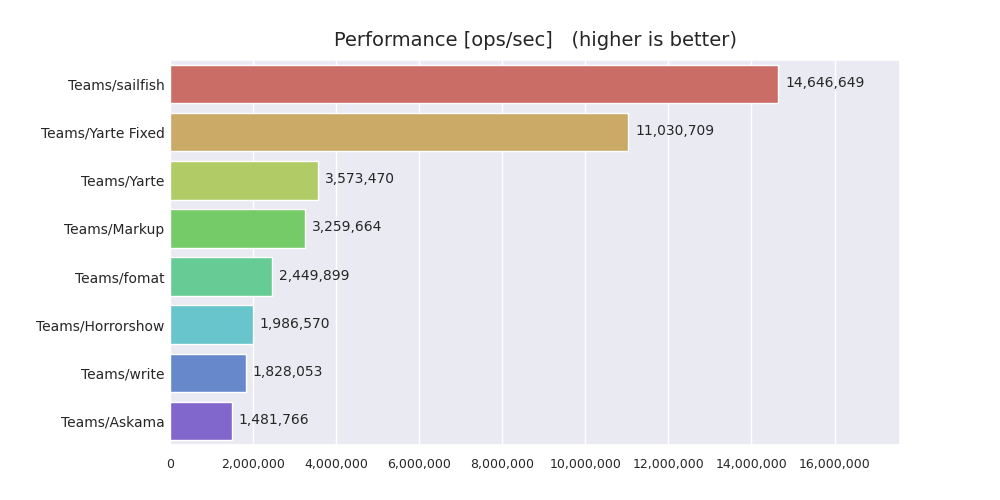 Performance [ops/sec]   (higher is better)
Teams/sailfish 14,646,649
Teams/Yarte Fixed 11,030,709
Teams/Yarte 3,573,470
Teams/Markup 3,259,664
Teams/fomat 2,449,899
Teams/Horrorshow 1,986,570
Teams/write 1,828,053
Teams/Askama 1,481,766
0 2,000,000 4,000,000 6,000,000 8,000,000 10,000,000 12,000,000 14,000,000 16,000,000